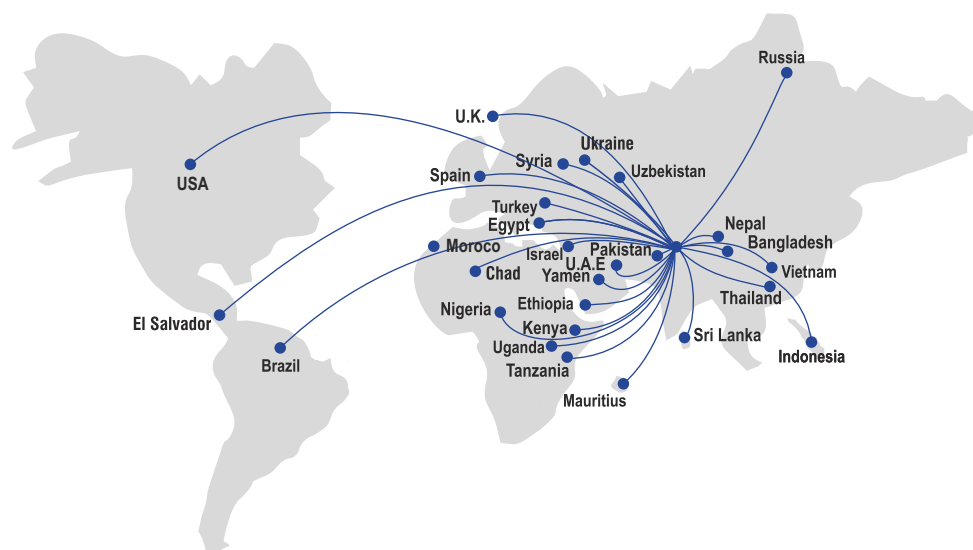 Russia
U.K.
Ukraine
Syria
Uzbekistan
Spain
USA
Turkey
Egypt
Nepal
Moroco
Israel
Pakistan
Bangladesh
U.A.E
Chad
Yemen
Vietnam
Thailand
Nigeria
Ethiopia
El Salvador
Kenya
Sri Lanka
Uganda
Indonesia
Brazil
Tanzania
Mauritius